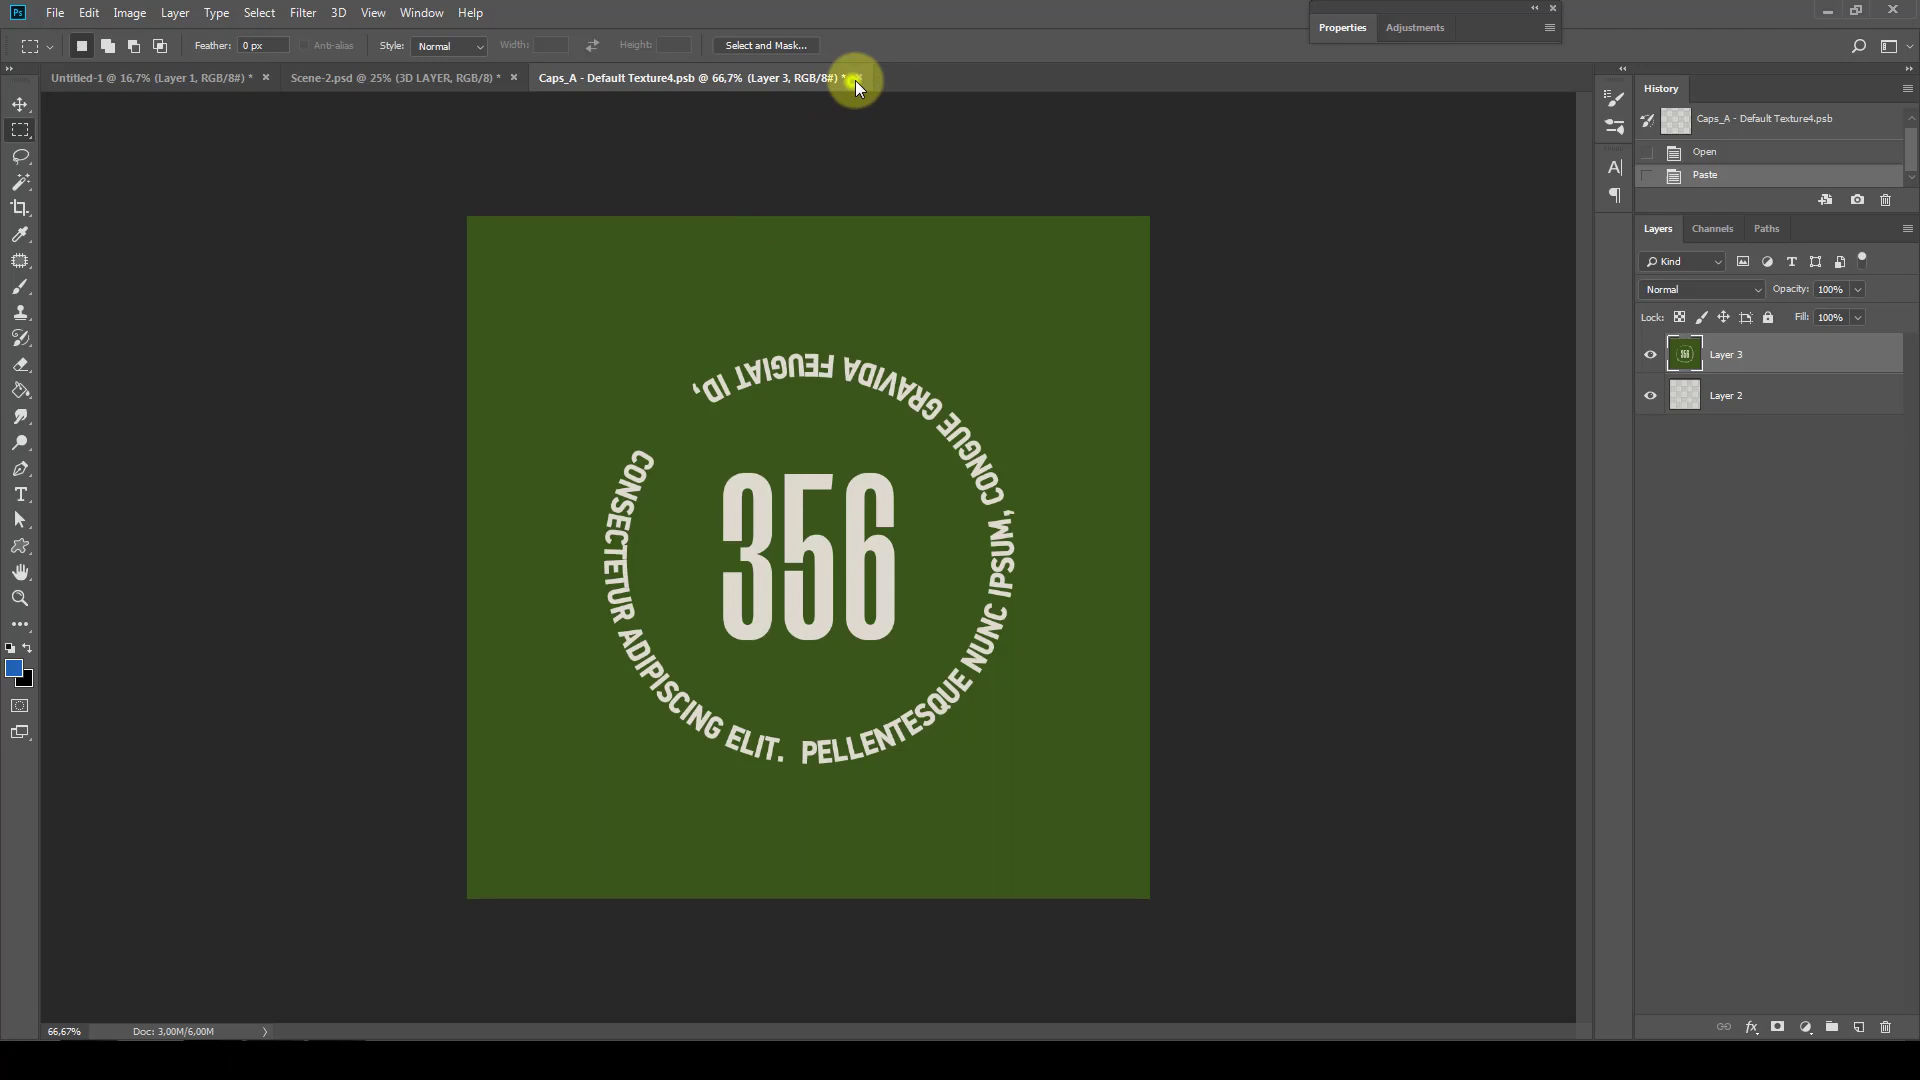 Ps File Edit Image Layer Type Select Filter 3D View Window Help
Properties Adjustments
Feather: 0 px Anti-alias Style: Normal Width: Height: Select and Mask...
Untitled-1 @ 16,7% (Layer 1, RGB/8#) * Scene-2.psd @ 25% (3D LAYER, RGB/8) * Caps_A - Default Texture4.psb @ 66,7% (Layer 3, RGB/8#) *
History
Caps_A - Default Texture4.psb
Open
Paste
Layers Channels Paths
Kind
Normal Opacity: 100%
Lock: Fill: 100%
Layer 3
Layer 2
CONSECTETUR ADIPISCING ELIT. PELLENTESQUE NUNC IPSUM, CONGUE GRAVIDA FEUGIAT ID,
356
66,67% Doc: 3,00M/6,00M